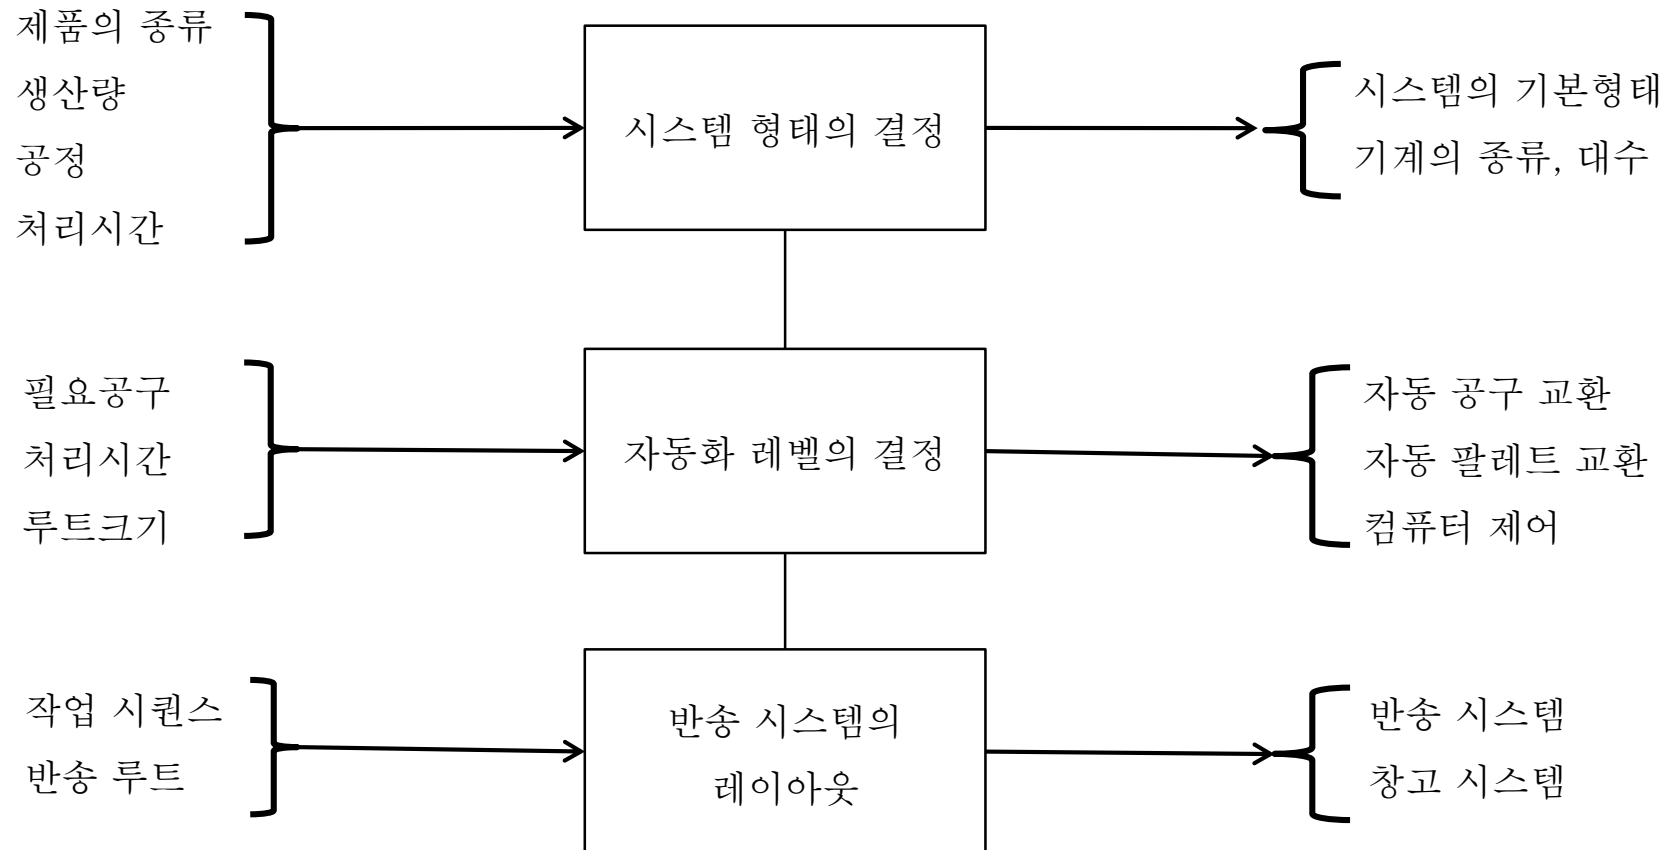 제품의 종류
생산량
공정
처리시간
시스템 형태의 결정
시스템의 기본형태
기계의 종류, 대수
필요공구
처리시간
루트크기
자동화 레벨의 결정
자동 공구 교환
자동 팔레트 교환
컴퓨터 제어
작업 시퀀스
반송 루트
반송 시스템의
레이아웃
반송 시스템
창고 시스템